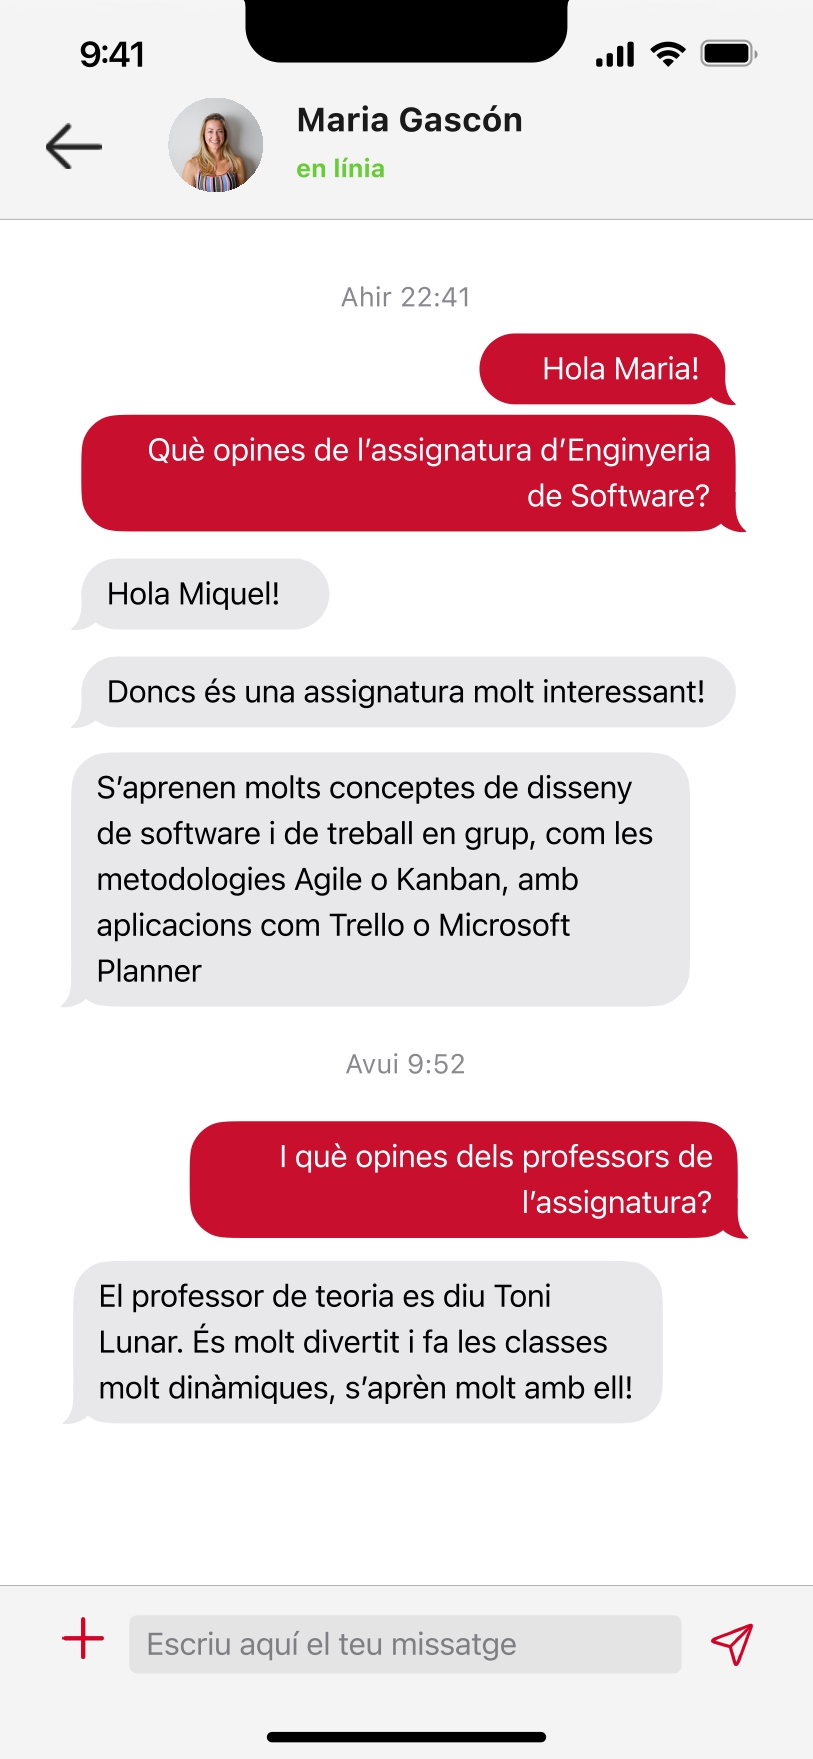 9:41
Maria Gascón
en línia
Ahir 22:41
Hola Maria!
Què opines de l’assignatura d’Enginyeria
de Software?
Hola Miquel!
Doncs és una assignatura molt interessant!
S’aprenen molts conceptes de disseny
de software i de treball en grup, com les
metodologies Agile o Kanban, amb
aplicacions com Trello o Microsoft
Planner
Avui 9:52
I què opines dels professors de
l’assignatura?
El professor de teoria es diu Toni
Lunar. És molt divertit i fa les classes
molt dinàmiques, s’aprèn molt amb ell!
Escriu aquí el teu missatge